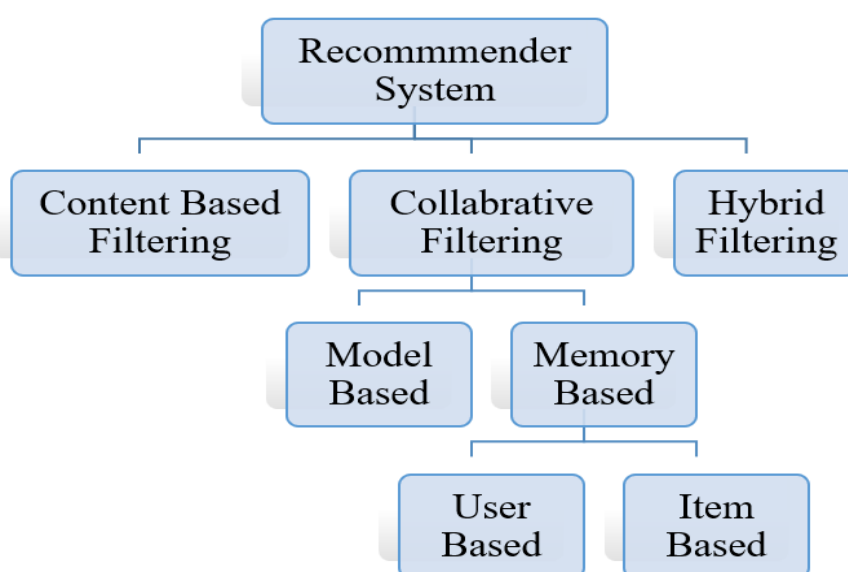 Recommmender
System
Content Based
Filtering
Collabrative
Filtering
Hybrid
Filtering
Model
Based
Memory
Based
User
Based
Item
Based